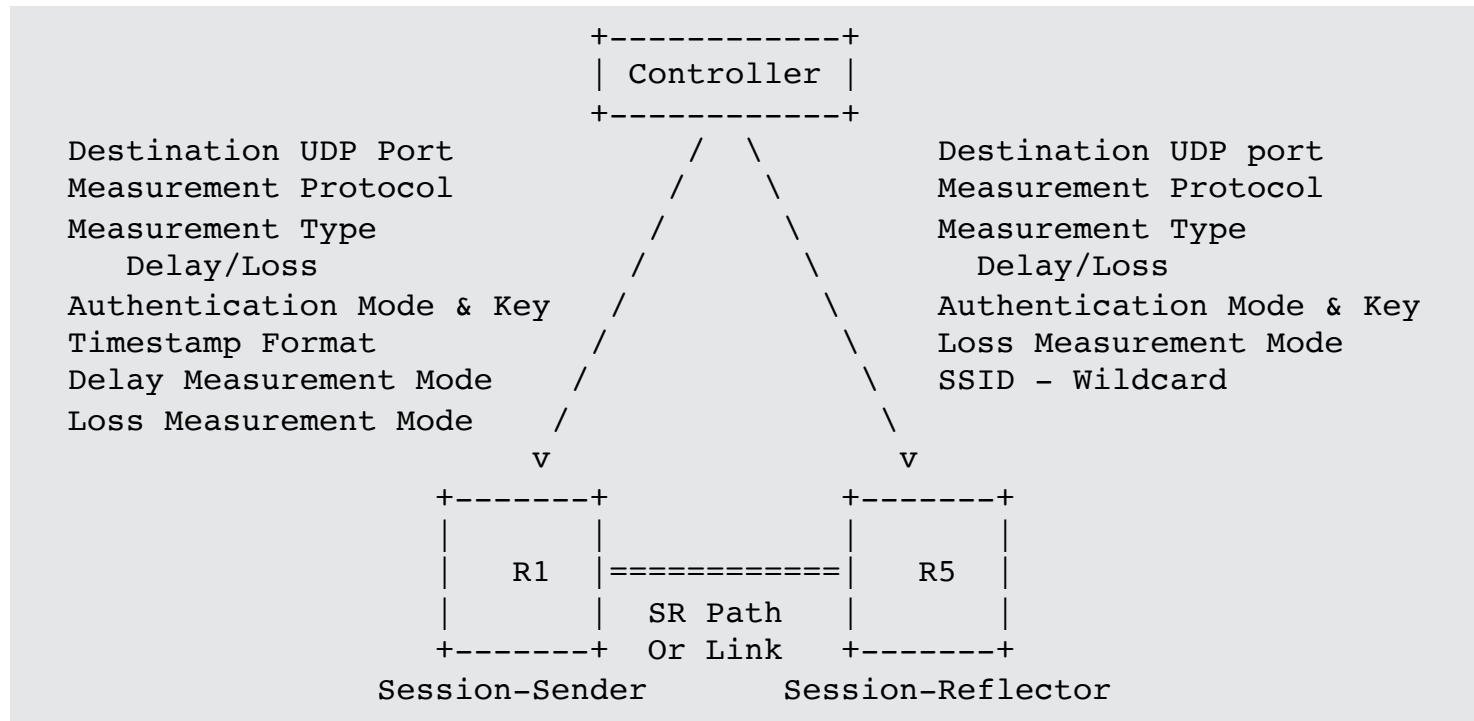 Controller
Destination UDP Port
Measurement Protocol
Measurement Type
Delay/Loss
Authentication Mode & Key
Timestamp Format
Delay Measurement Mode
Loss Measurement Mode
Destination UDP port
Measurement Protocol
Measurement Type
Delay/Loss
Authentication Mode & Key
Loss Measurement Mode
SSID - Wildcard
v
v
R1
R5
SR Path
Or Link
Session-Sender
Session-Reflector